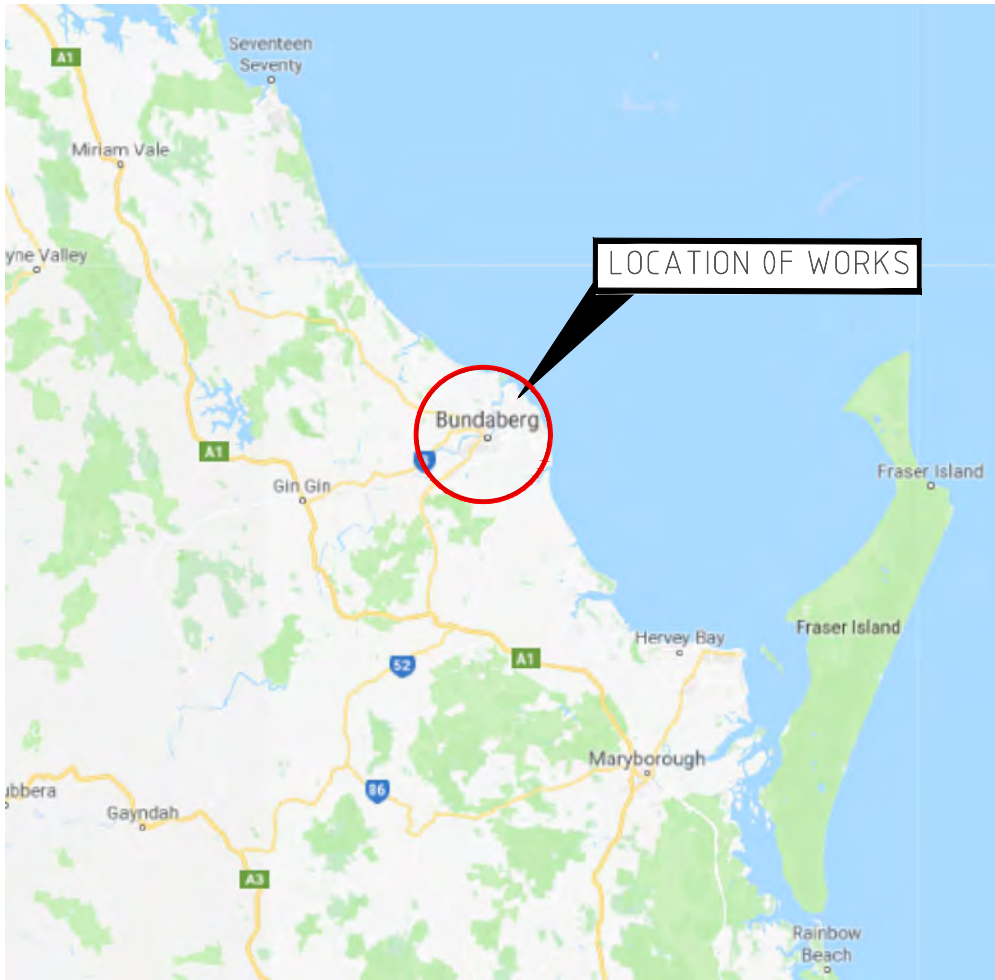 Seventeen
Seventy
A1
Miriam Vale
yne Valley
LOCATION OF WORKS
Bundaberg
A1
Gin Gin
Fraser Island
Fraser Island
Hervey Bay
A1
52
Maryborough
86
ubbera
Gayndah
A3
Rainbow
Beach